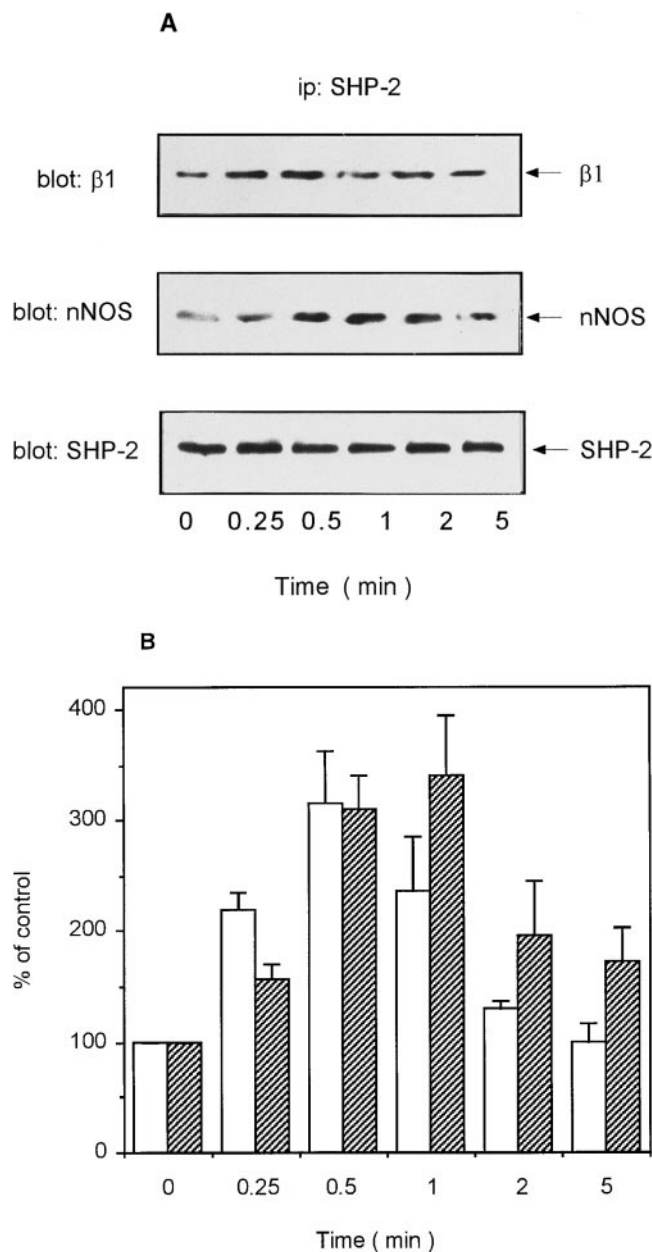 A
ip: SHP-2
blot: β1
β1
blot: nNOS
nNOS
blot: SHP-2
SHP-2
0 0.25 0.5 1 2 5
Time ( min )
B
400
300
200
100
0
% of control
0 0.25 0.5 1 2 5
Time ( min )